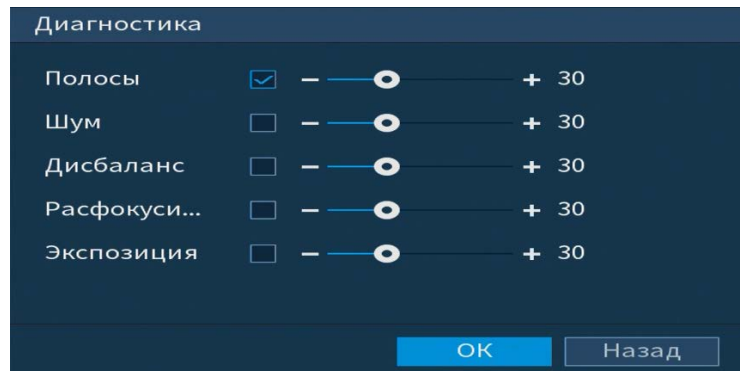 Диагностика
Полосы 30
Шум 30
Дисбаланс 30
Расфокуси... 30
Экспозиция 30
OK Назад